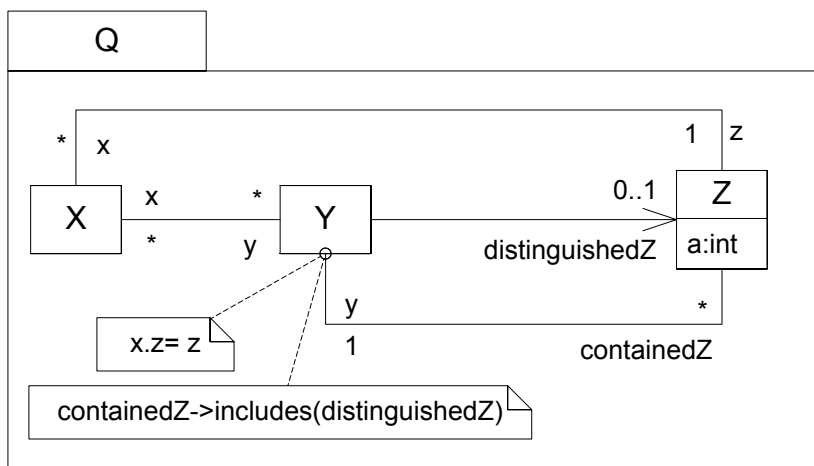 Q
1 z
* x
X
x *
Y
0..1
Z
* y
distinguishedZ
a:int
y *
x.z= z
1
containedZ
containedZ->includes(distinguishedZ)